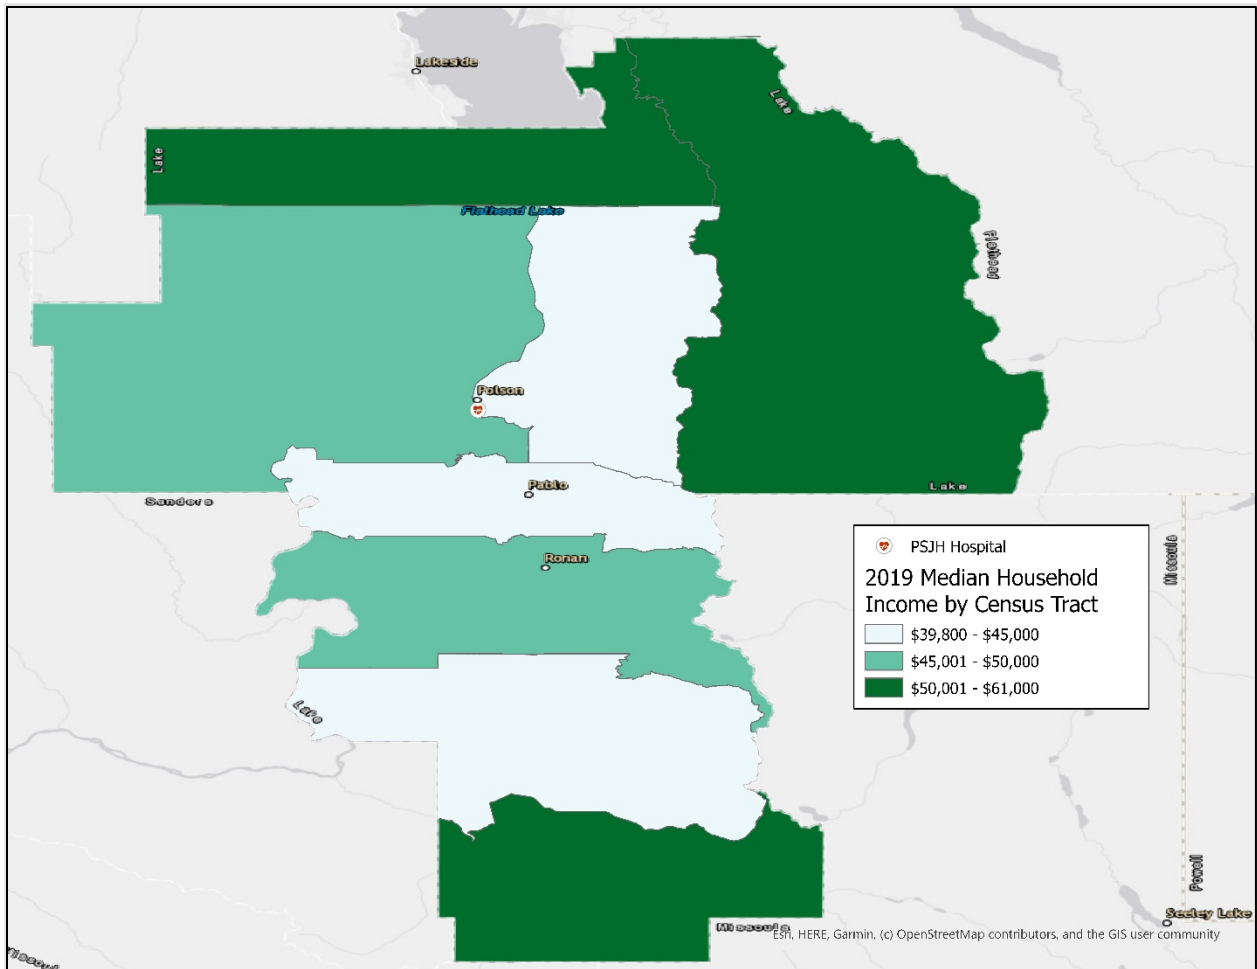 Lakeside
Lake
Lake
Flathead Lake
Flathead
Polson
Sanders
Pablo
Lake
Ronan
Missoula
PSJH Hospital
2019 Median Household
Income by Census Tract
$39,800 - $45,000
$45,001 - $50,000
$50,001 - $61,000
Lake
Powell
Seeley Lake
Missoula
Esri, HERE, Garmin, (c) OpenStreetMap contributors, and the GIS user community
Missoula